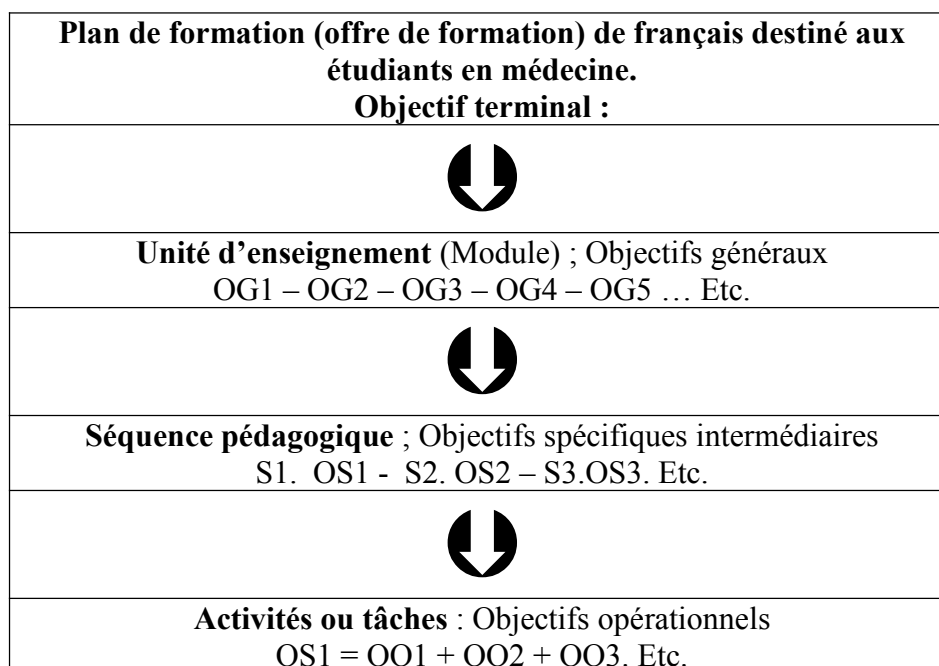 Plan de formation (offre de formation) de français destiné aux
étudiants en médecine.
Objectif terminal :
Unité d’enseignement (Module) ; Objectifs généraux
OG1 – OG2 – OG3 – OG4 – OG5 … Etc.
Séquence pédagogique ; Objectifs spécifiques intermédiaires
S1. OS1 - S2. OS2 – S3.OS3. Etc.
Activités ou tâches : Objectifs opérationnels
OS1 = OO1 + OO2 + OO3. Etc.